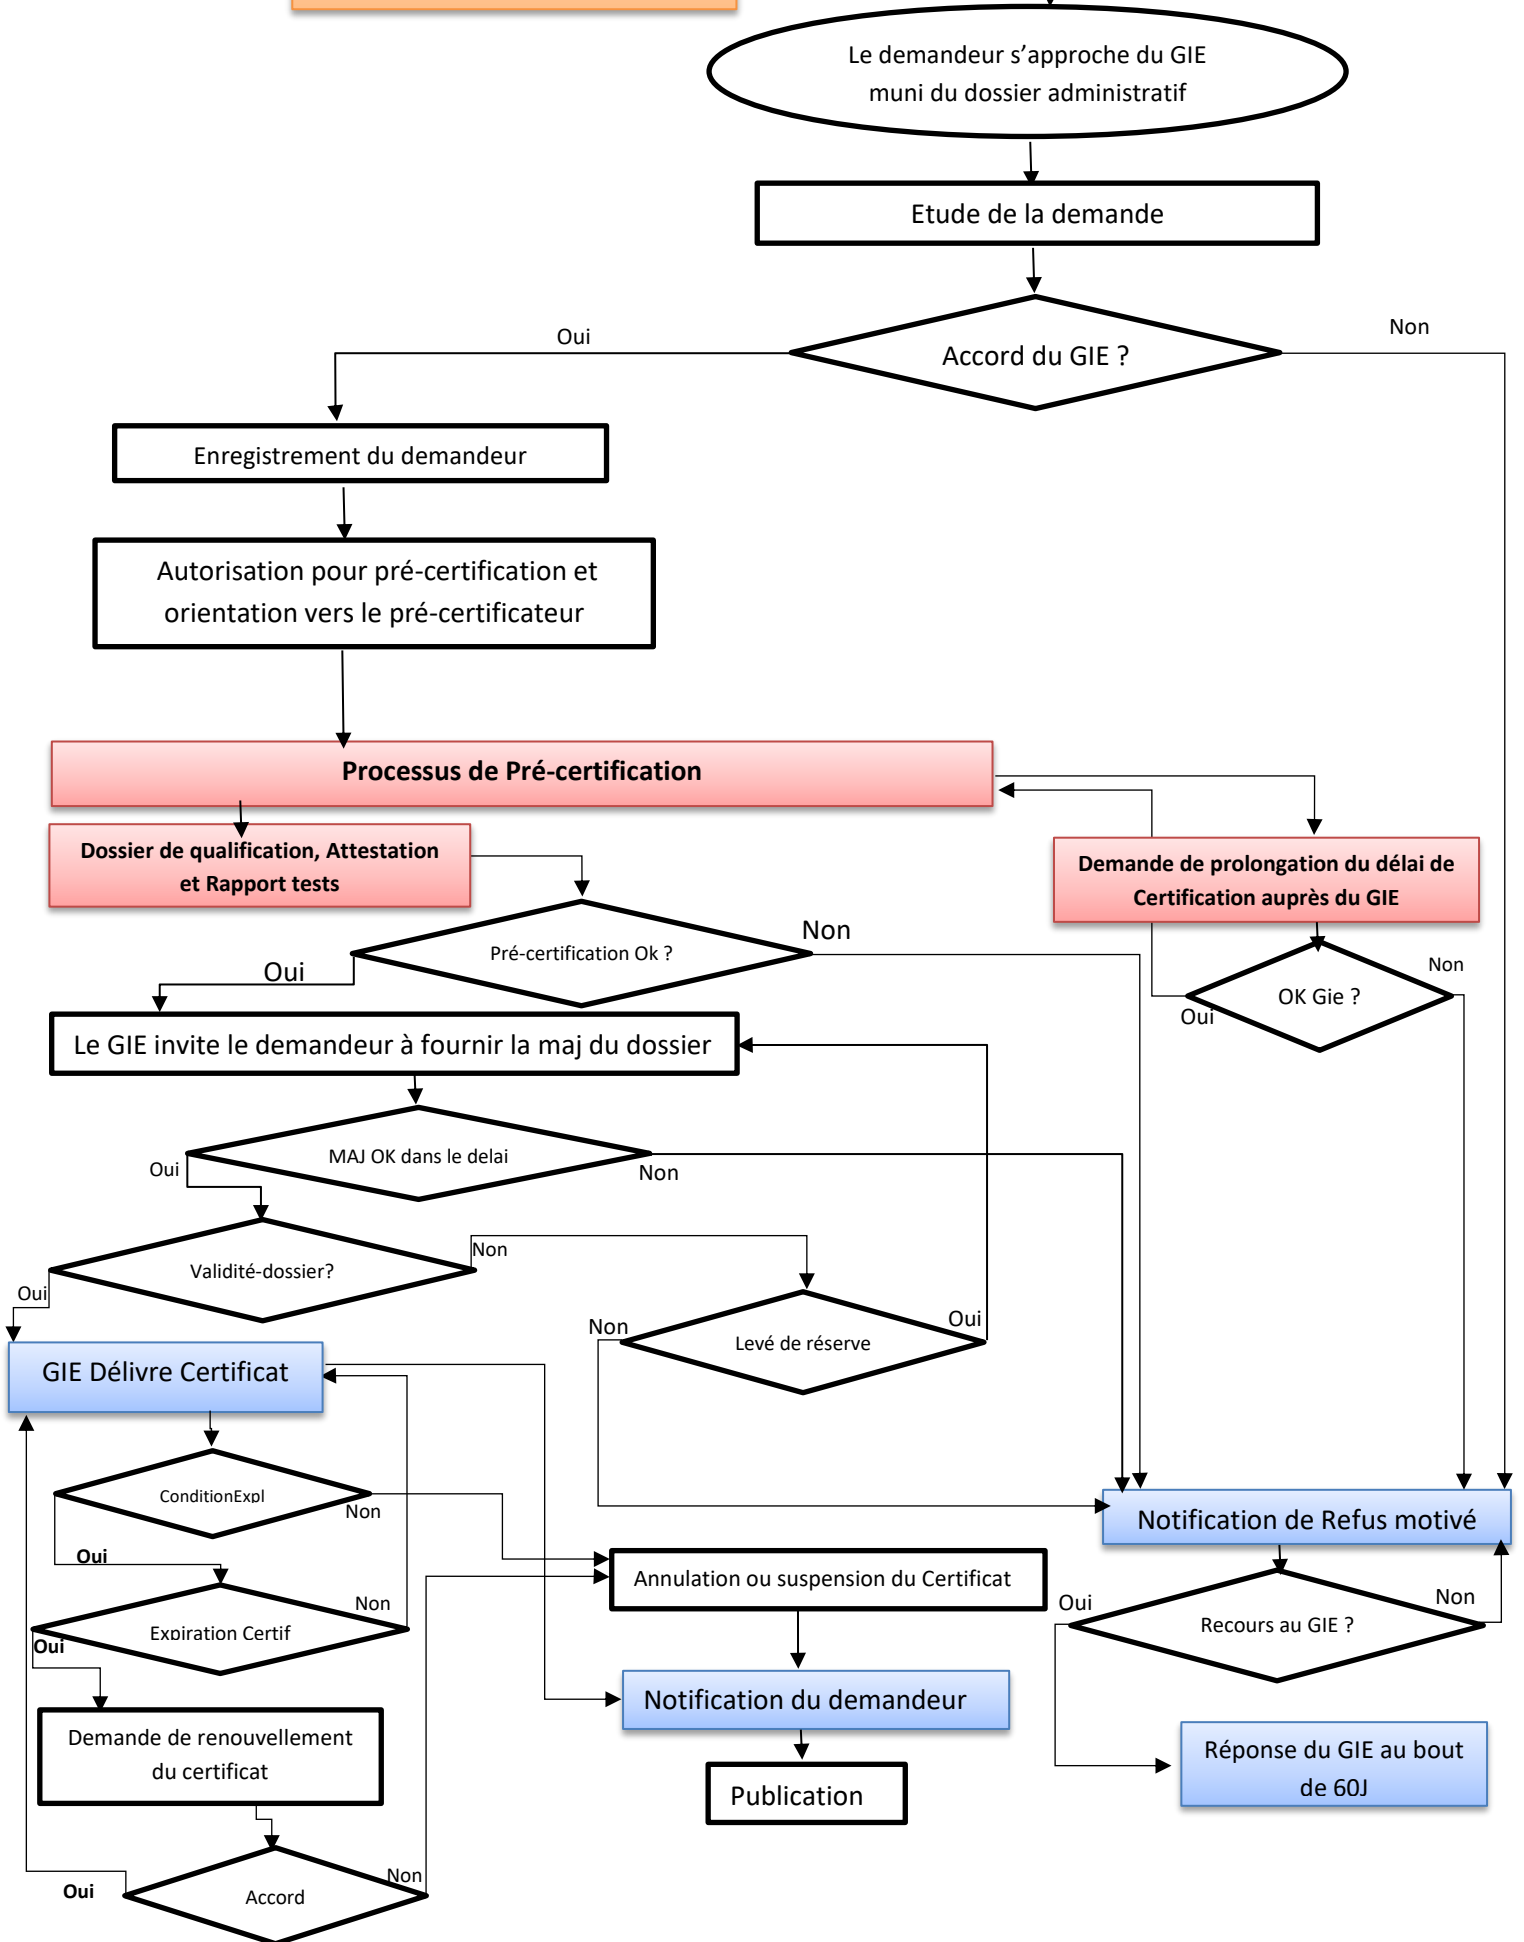 Le demandeur s'approche du GIE
muni du dossier administratif
Etude de la demande
Oui
Non
Accord du GIE ?
Enregistrement du demandeur
Autorisation pour pré-certification et
orientation vers le pré-certificateur
Processus de Pré-certification
Dossier de qualification, Attestation
et Rapport tests
Demande de prolongation du délai de
Certification auprès du GIE
Non
Pré-certification Ok ?
Oui
Non
OK Gie ?
Oui
Le GIE invite le demandeur à fournir la maj du dossier
MAJ OK dans le delai
Oui
Non
Non
Validité-dossier?
Oui
Non
Oui
Levé de réserve
GIE Délivre Certificat
ConditionExpl
Non
Notification de Refus motivé
Oui
Annulation ou suspension du Certificat
Non
Oui
Non
Expiration Certif
Oui
Recours au GIE ?
Notification du demandeur
Demande de renouvellement
du certificat
Réponse du GIE au bout
de 60J
Publication
Non
Oui
Accord